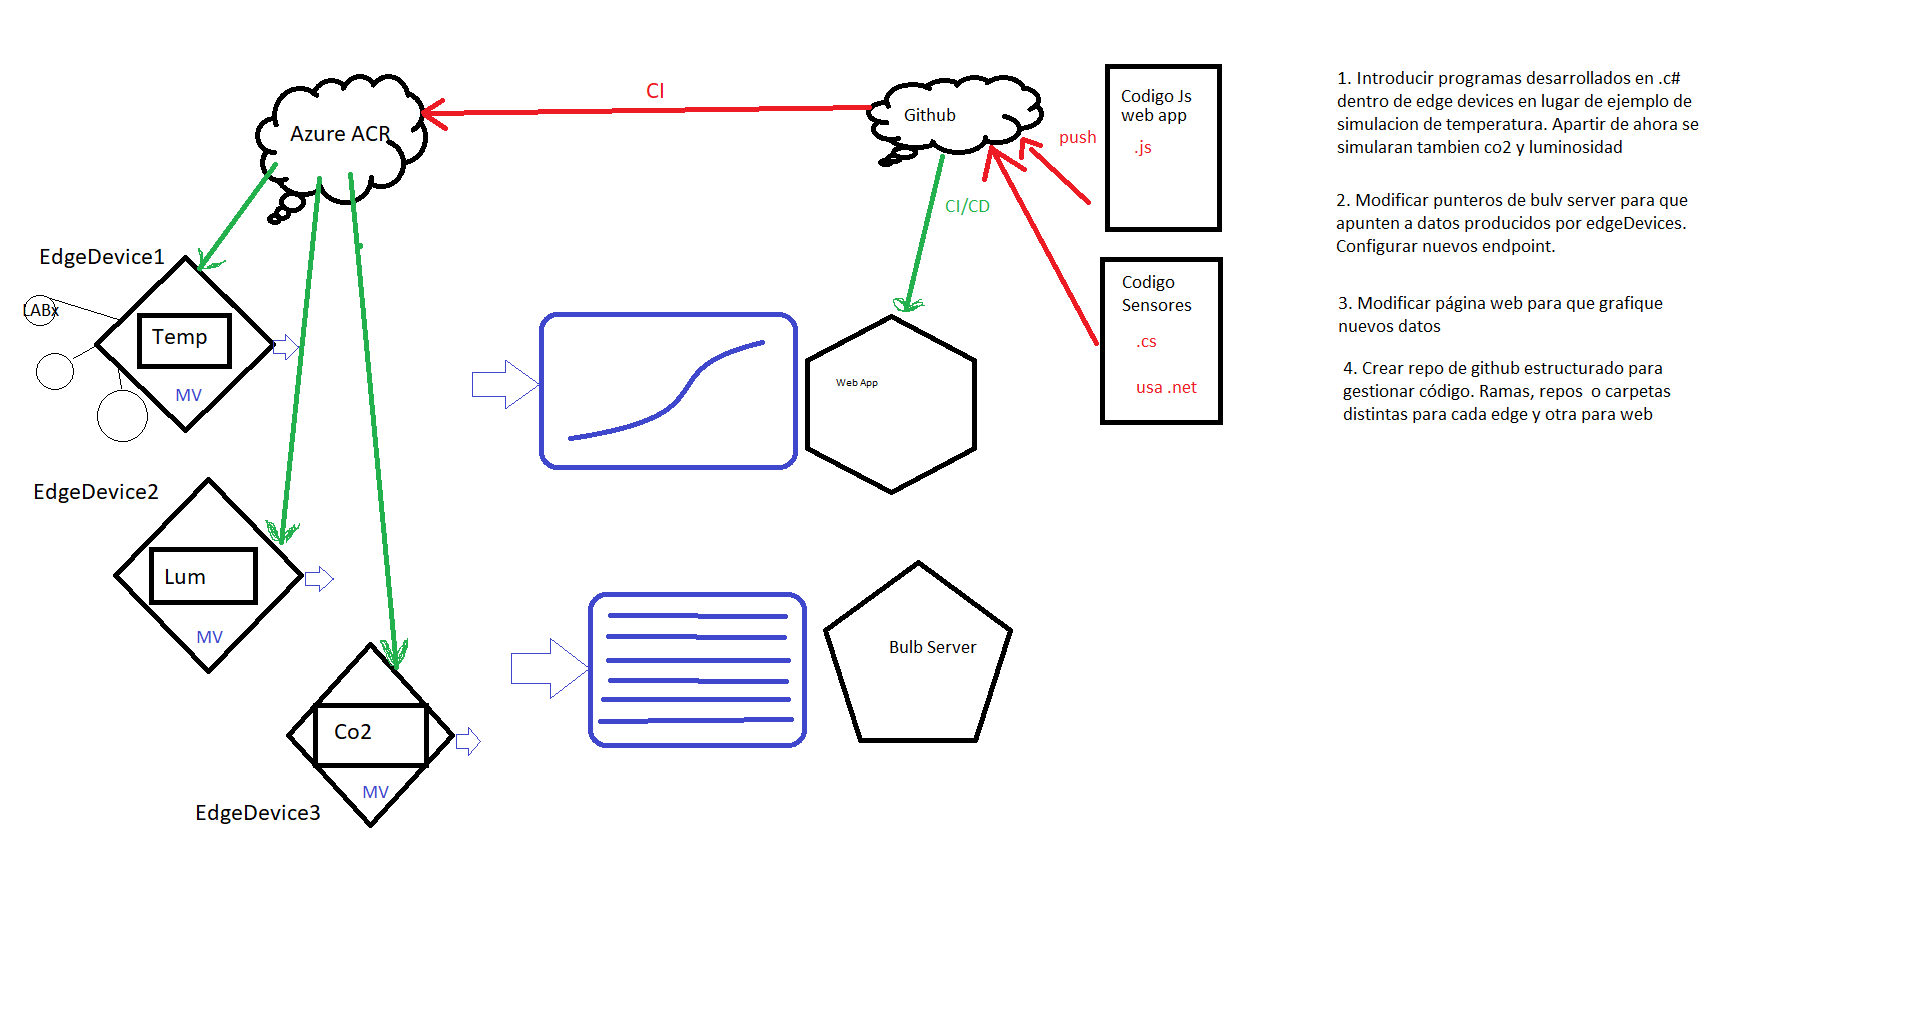 CI
Azure ACR
Github
push
Codigo Js
web app
.js
CI/CD
Codigo
Sensores
.cs
usa .net
EdgeDevice1
LABx
Temp
MV
Web App
EdgeDevice2
Lum
MV
Bulb Server
Co2
MV
EdgeDevice3
1. Introducir programas desarrollados en .c#
dentro de edge devices en lugar de ejemplo de
simulacion de temperatura. Apartir de ahora se
simularan tambien co2 y luminosidad
2. Modificar punteros de bulv server para que
apunten a datos producidos por edgeDevices.
Configurar nuevos endpoint.
3. Modificar página web para que grafique
nuevos datos
4. Crear repo de github estructurado para
gestionar código. Ramas, repos  o carpetas
distintas para cada edge y otra para web